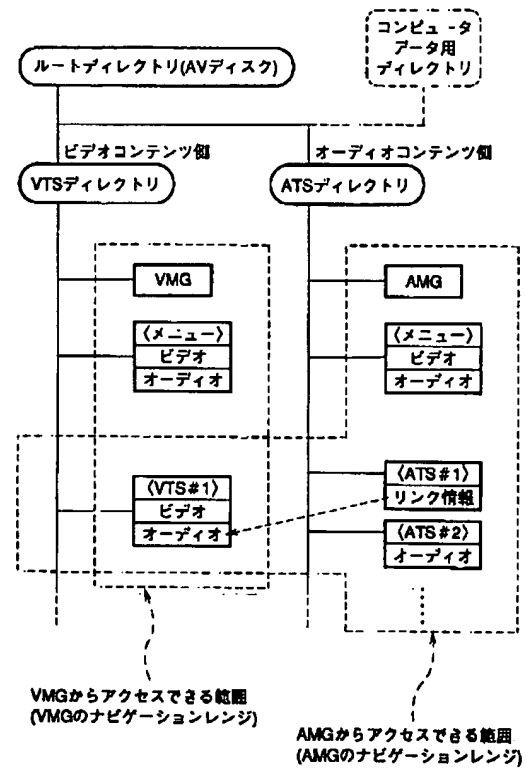 コンピュ-タ
アータ用
ディレクトリ
ルートディレクトリ(AVディスク)
ビデオコンテンツ側
オーディオコンテンツ側
VTSディレクトリ
ATSディレクトリ
VMG
AMG
〈メニュー〉
ビデオ
オーディオ
〈メニュー〉
ビデオ
オーディオ
〈VTS#1〉
ビデオ
オーディオ
〈ATS#1〉
リンク情報
〈ATS#2〉
オーディオ
VMGからアクセスできる範囲
(VMGのナビゲーションレンジ)
AMGからアクセスできる範囲
(AMGのナビゲーションレンジ)